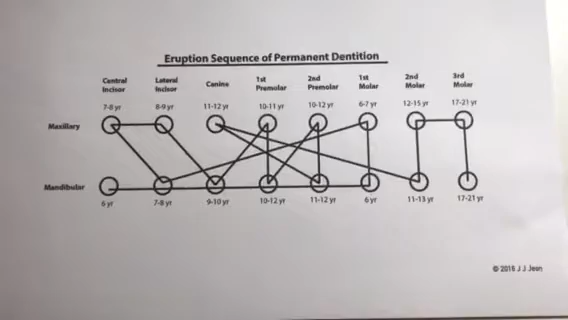 Eruption Sequence of Permanent Dentition
Central Incisor
Lateral Incisor
Canine
1st Premolar
2nd Premolar
1st Molar
2nd Molar
3rd Molar
7-8 yr 8-9 yr 11-12 yr 10-11 yr 10-12 yr 6-7 yr 12-15 yr 17-21 yr
Maxillary
Mandibular
6 yr 7-8 yr 9-10 yr 10-12 yr 11-12 yr 6 yr 11-13 yr 17-21 yr
© 2016 J J Jean